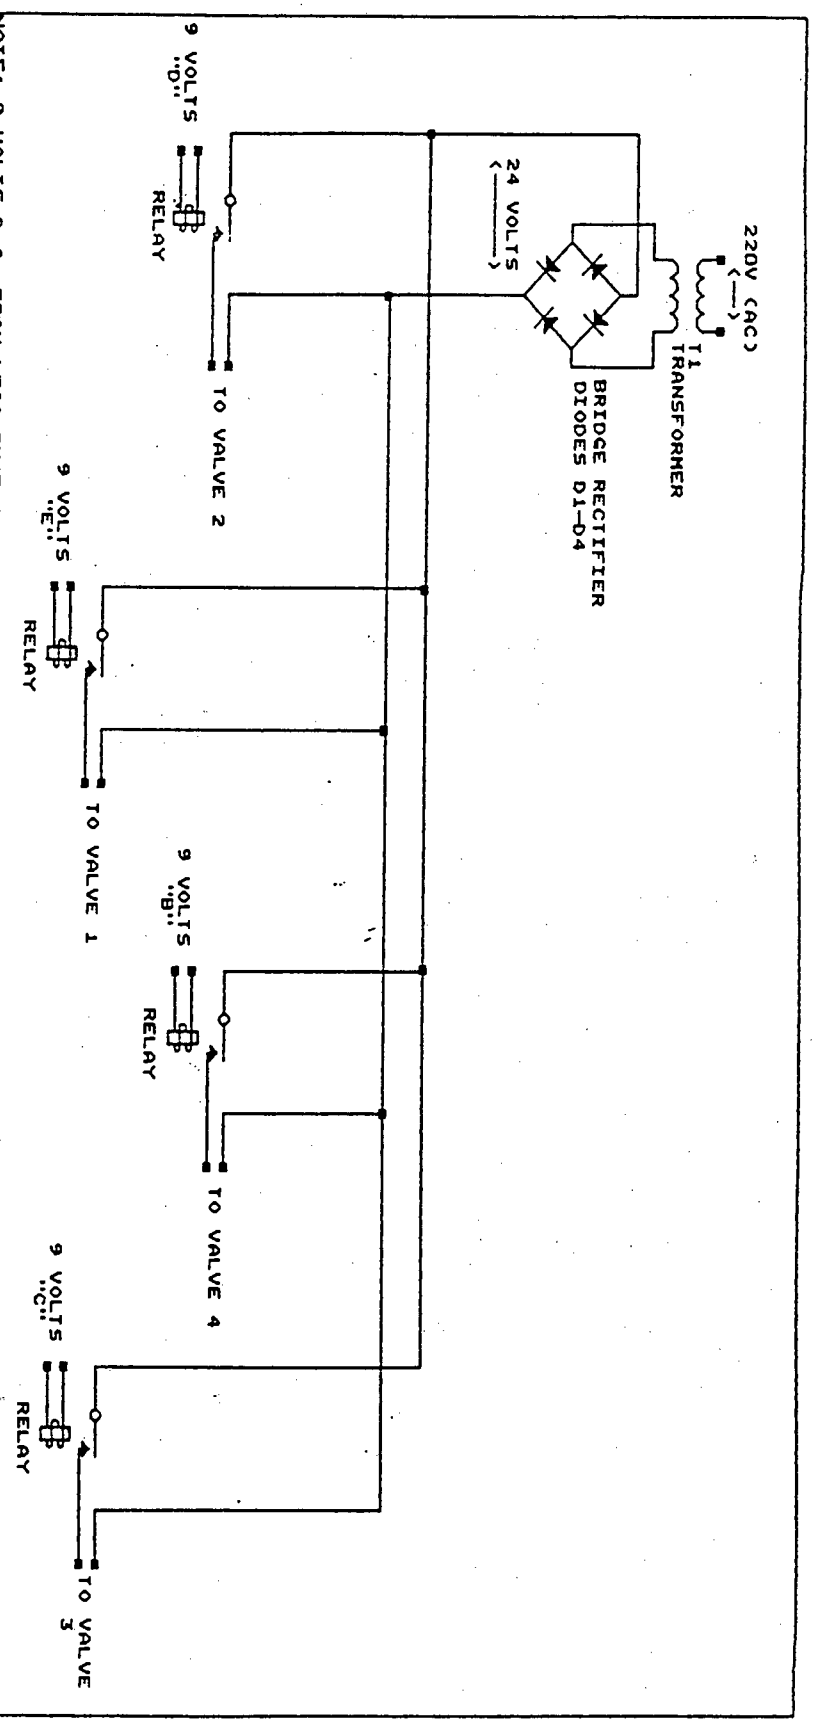 220V (AC)
<——>
T1
TRANSFORMER
BRIDGE RECTIFIER
DIODES D1-D4
24 VOLTS
<———>
9 VOLTS
"D"
RELAY
TO VALVE 2
9 VOLTS
"E"
RELAY
TO VALVE 1
9 VOLTS
"B"
RELAY
TO VALVE 4
9 VOLTS
"C"
RELAY
TO VALVE
3